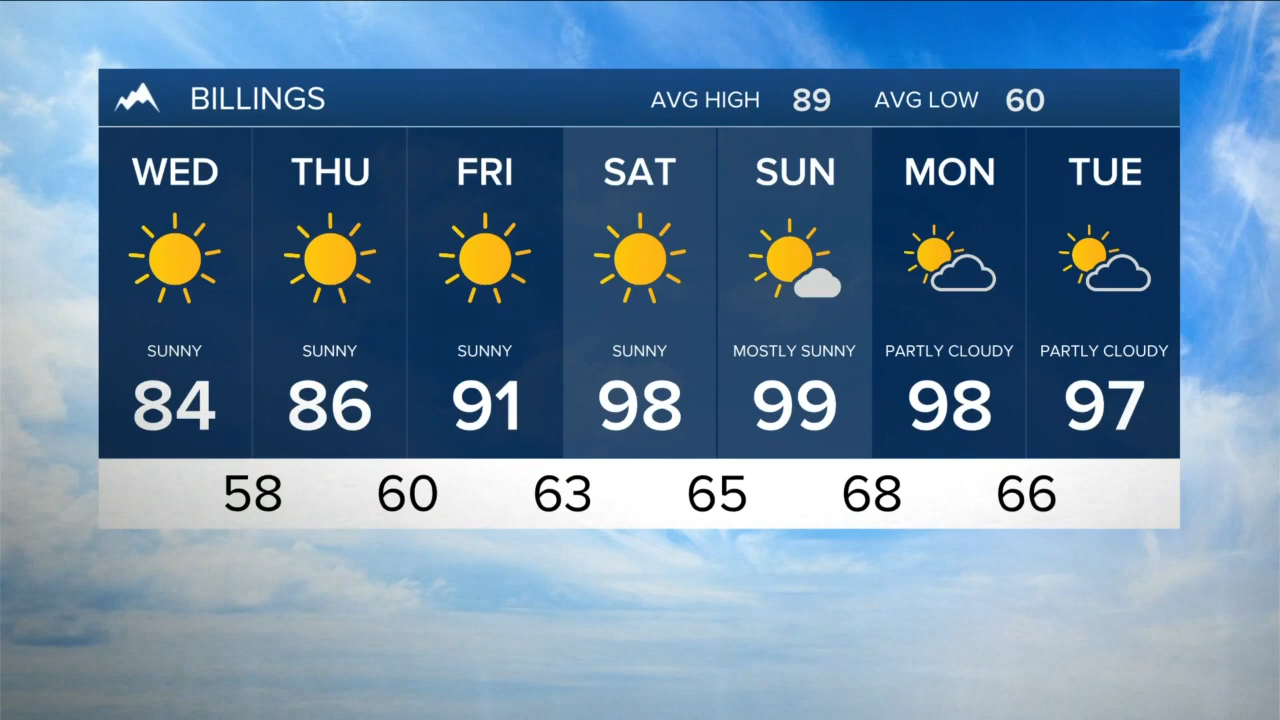 BILLINGS AVG HIGH 89 AVG LOW 60
WED THU FRI SAT SUN MON TUE
SUNNY SUNNY SUNNY SUNNY MOSTLY SUNNY PARTLY CLOUDY PARTLY CLOUDY
84 86 91 98 99 98 97
58 60 63 65 68 66